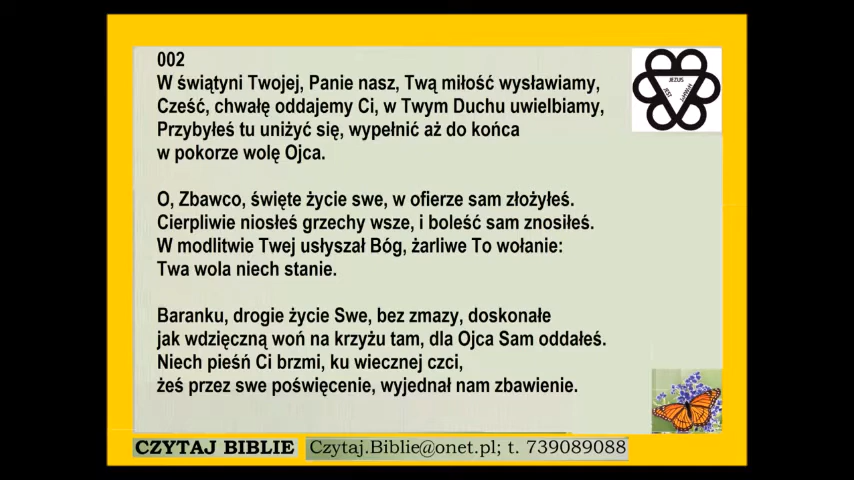 002
W świątyni Twojej, Panie nasz, Twą miłość wysławiamy,
Cześć, chwałę oddajemy Ci, w Twym Duchu uwielbiamy,
Przybyłeś tu uniżyć się, wypełnić aż do końca
w pokorze wolę Ojca.
O, Zbawco, święte życie swe, w ofierze sam złożyłeś.
Cierpliwie niosłeś grzechy wsze, i boleść sam znosiłeś.
W modlitwie Twej usłyszał Bóg, żarliwe To wołanie:
Twa wola niech stanie.
Baranku, drogie życie Swe, bez zmazy, doskonałe
jak wdzięczną woń na krzyżu tam, dla Ojca Sam oddałeś.
Niech pieśń Ci brzmi, ku wiecznej czci,
żeś przez swe poświęcenie, wyjednał nam zbawienie.
JEZUS
JEST
CZYTAJ BIBLIE
Czytaj.Biblie@onet.pl; t. 739089088